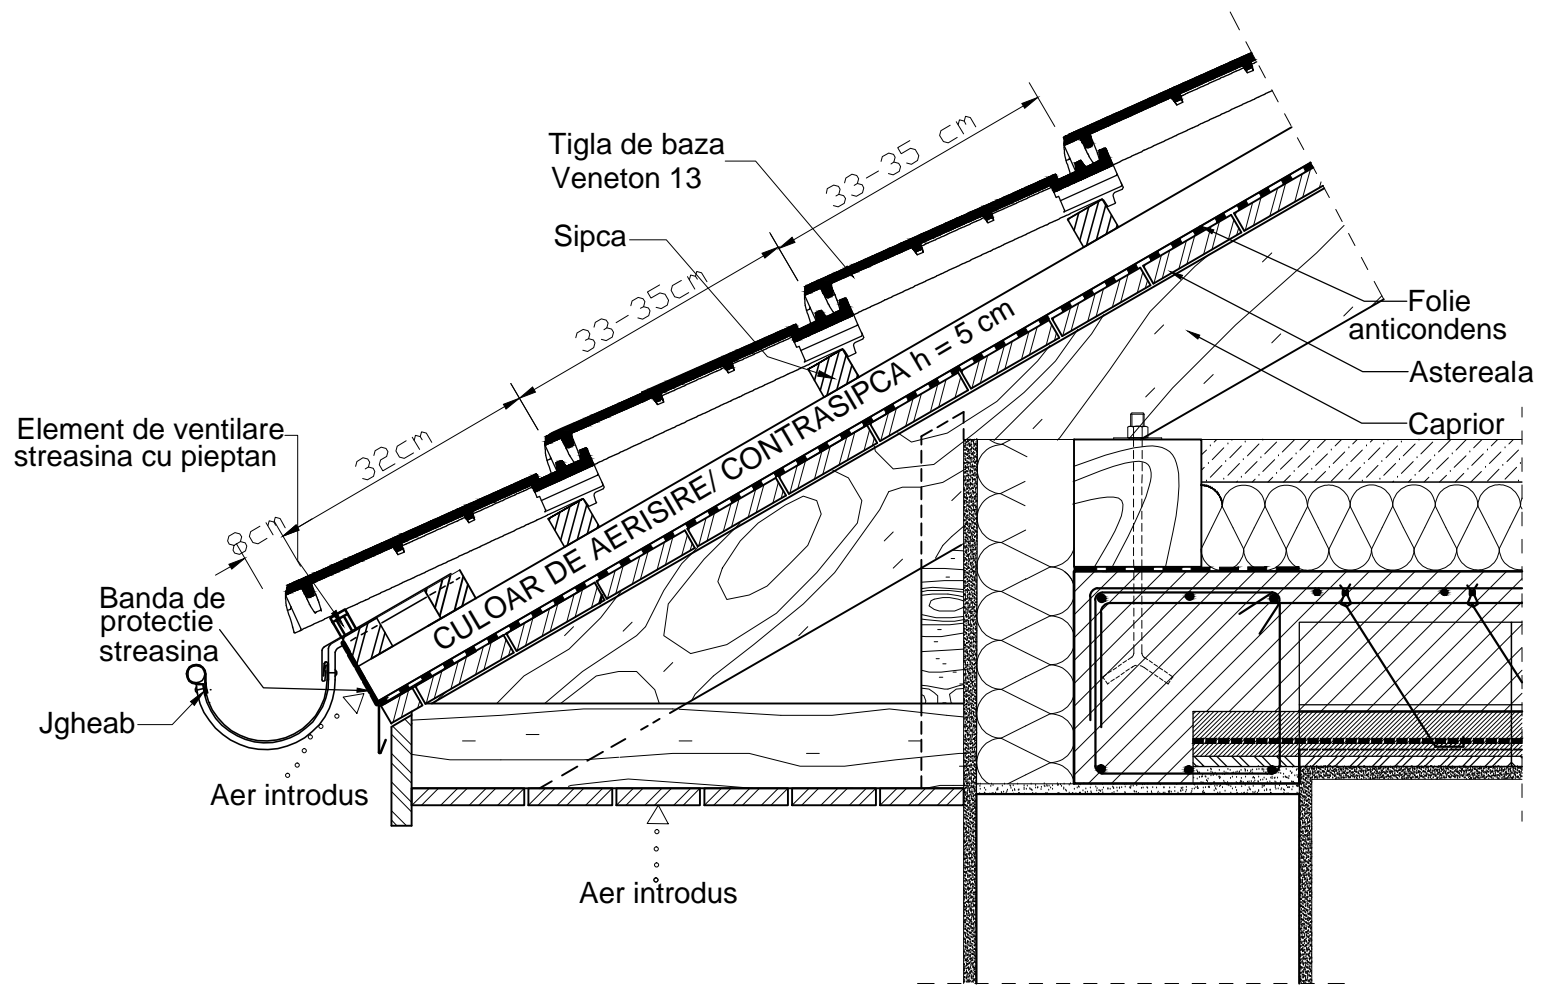 33-35 cm
Tigla de baza
Veneton 13
Sipca
33-35cm
Folie
anticondens
Astereala
Caprior
CULOAR DE AERISIRE/ CONTRASIPCA h = 5 cm
32cm
Element de ventilare
streasina cu pieptan
8cm
Banda de
protectie
streasina
Jgheab
Aer introdus
Aer introdus